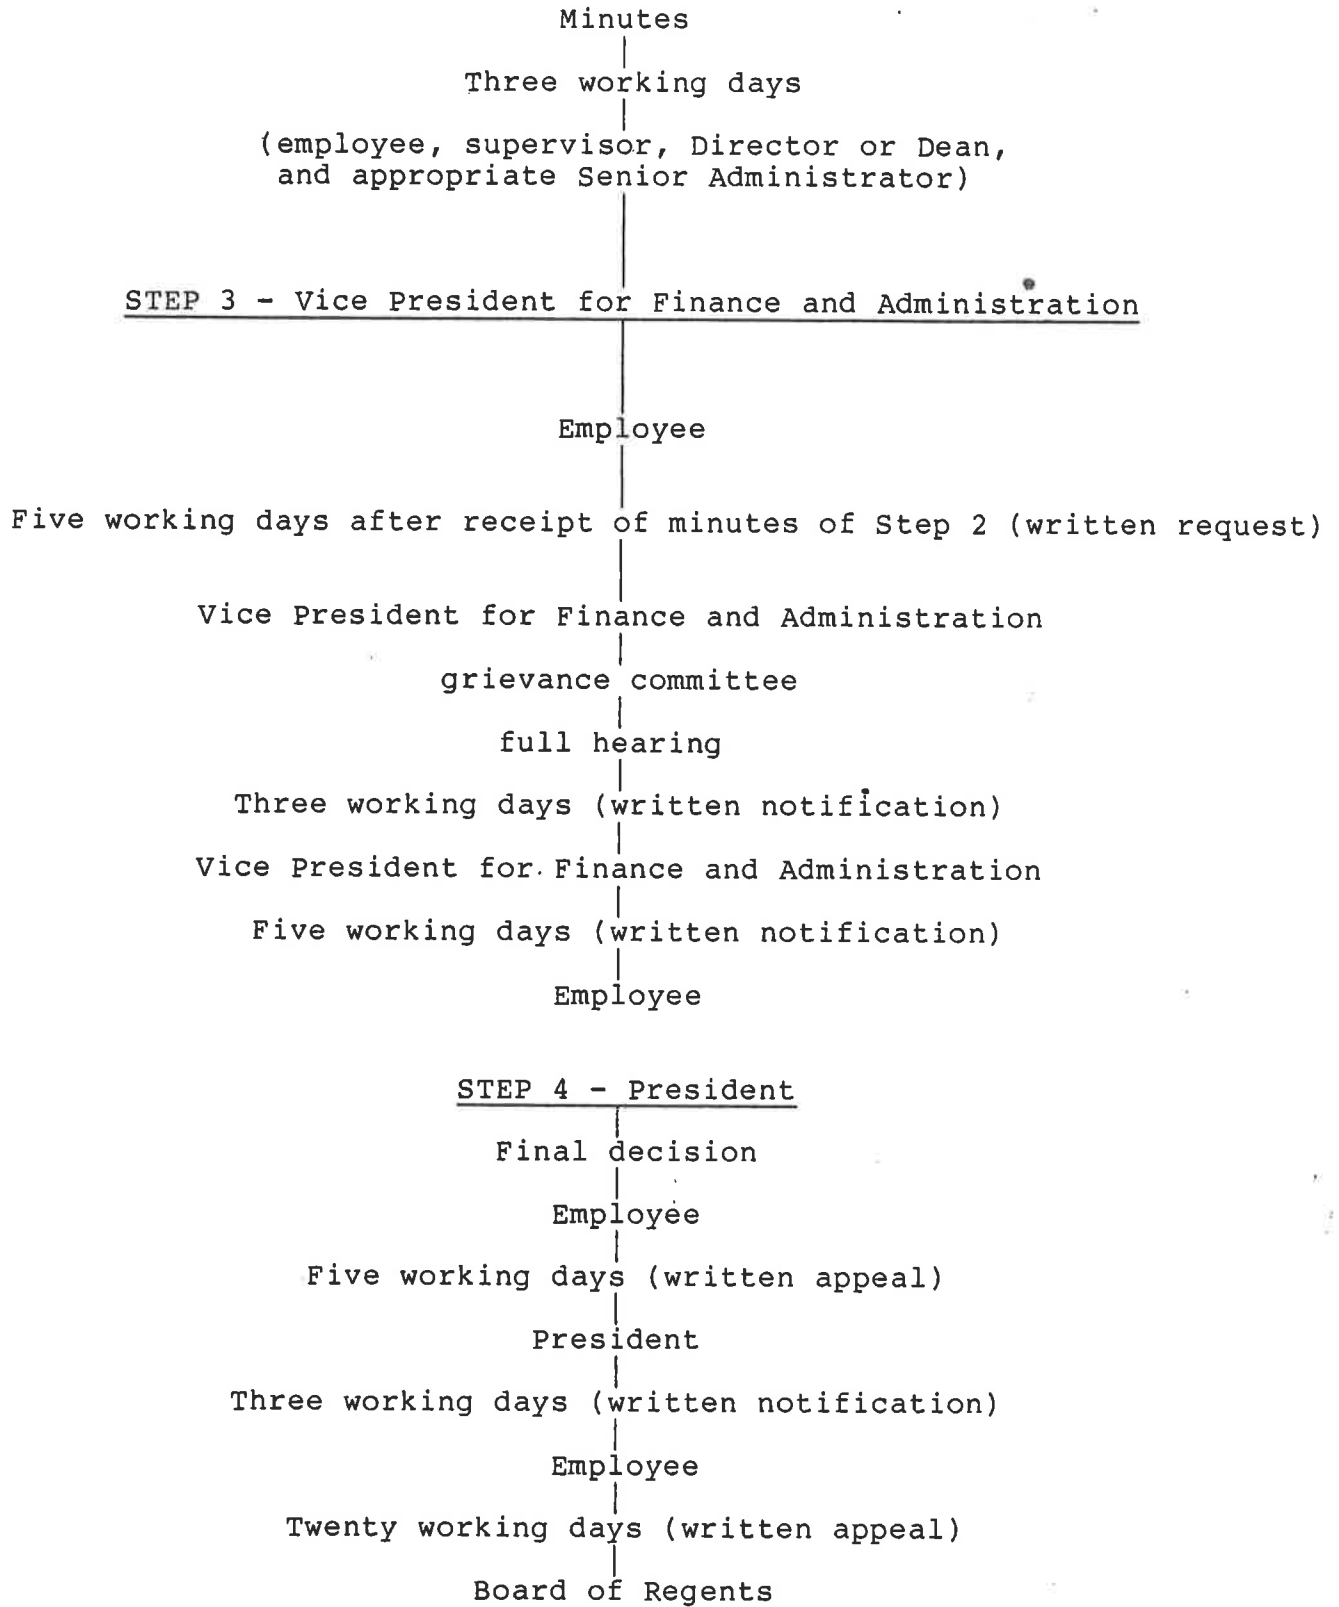 Minutes
Three working days
(employee, supervisor, Director or Dean,
and appropriate Senior Administrator)
STEP 3 - Vice President for Finance and Administration
Employee
Five working days after receipt of minutes of Step 2 (written request)
Vice President for Finance and Administration
grievance committee
full hearing
Three working days (written notification)
Vice President for Finance and Administration
Five working days (written notification)
Employee
STEP 4 - President
Final decision
Employee
Five working days (written appeal)
President
Three working days (written notification)
Employee
Twenty working days (written appeal)
Board of Regents